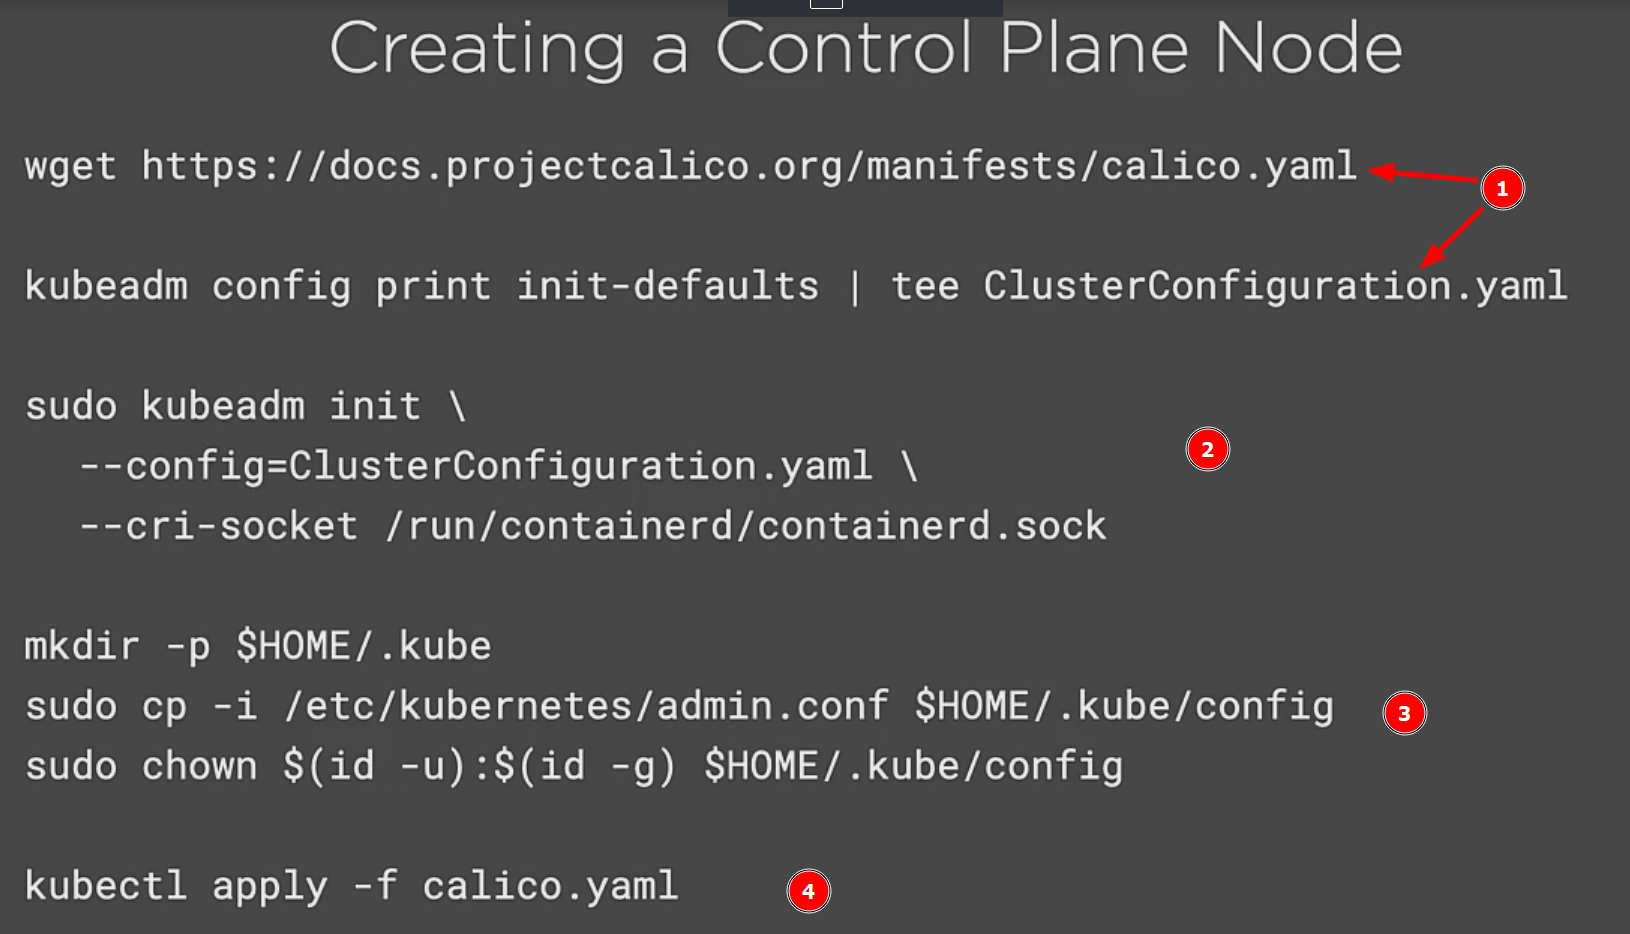 Creating a Control Plane Node
wget https://docs.projectcalico.org/manifests/calico.yaml
1
kubeadm config print init-defaults | tee ClusterConfiguration.yaml
sudo kubeadm init \
--config=ClusterConfiguration.yaml \
2
--cri-socket /run/containerd/containerd.sock
mkdir -p $HOME/.kube
sudo cp -i /etc/kubernetes/admin.conf $HOME/.kube/config
3
sudo chown $(id -u):$(id -g) $HOME/.kube/config
kubectl apply -f calico.yaml
4